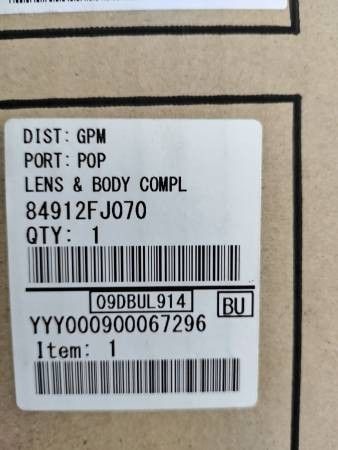 DIST: GPM
PORT: POP
LENS & BODY COMPL
84912FJ070
QTY: 1
09DBUL914
BU
YYY000900067296
Item: 1